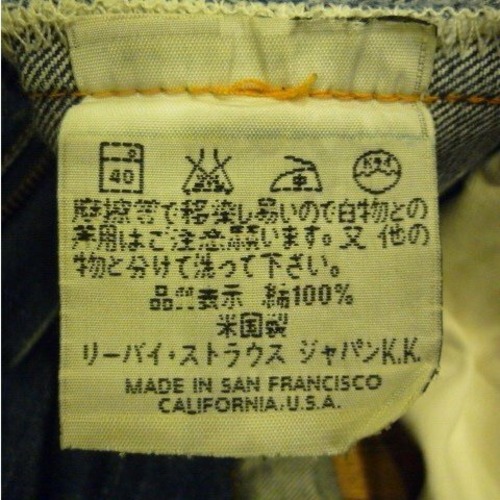 40
摩擦等で移染し易いので白物との
兼用はご注意願います。又 他の
物と分けて洗って下さい。
品質表示 綿100%
米国製
リーバイ・ストラウス ジャパンK.K.
MADE IN SAN FRANCISCO
CALIFORNIA.U.S.A.